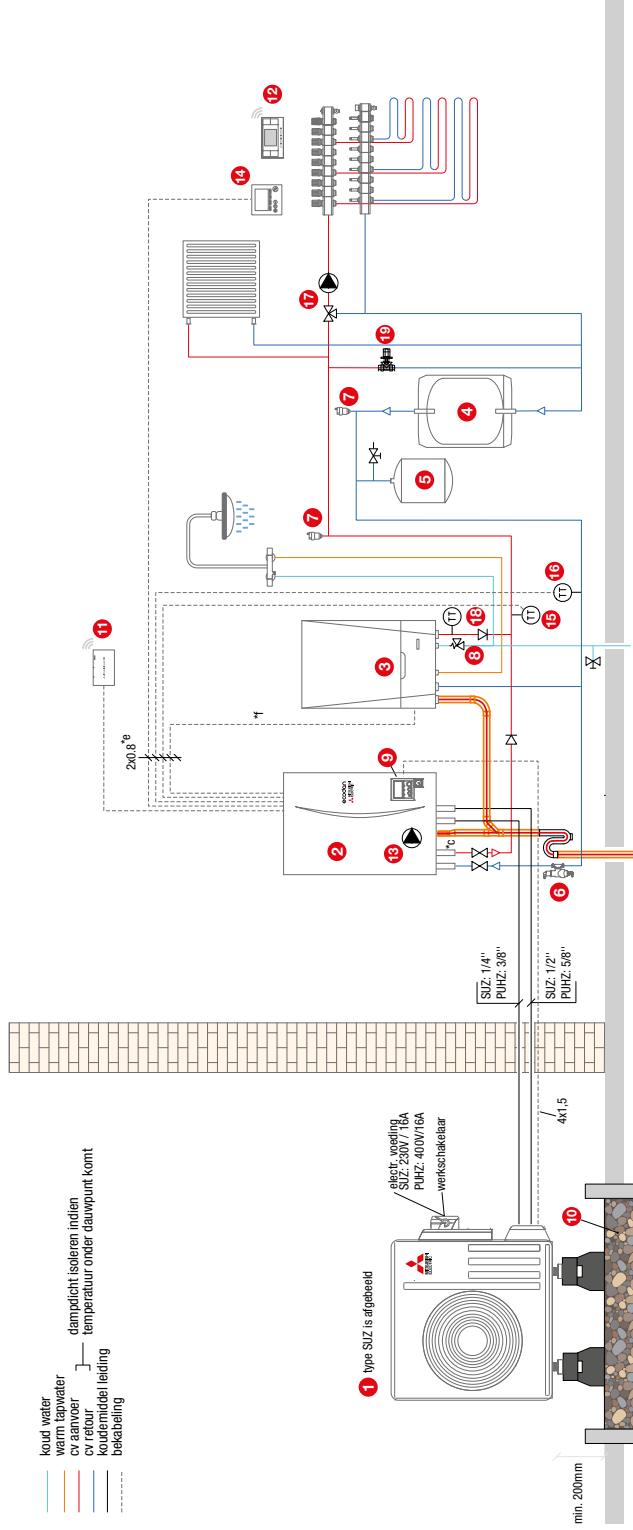 koud water
warm tapwater
cv aanvoer
cv retour
koudemiddel leiding
bekabeling
dampdicht isoleren indien
temperatuur onder dauwpunt komt
min. 200mm
1 type SUZ is afgebeeld
electr. voeding
SUZ: 230V / 16A
PUHZ: 400V/16A
werkschakelaar
MITSUBISHI
ELECTRIC
4x1,5
10
SUZ: 1/4"
PUHZ: 3/8"
SUZ: 1/2"
PUHZ: 5/8"
2
ecodan
13
9
*c
6
2x0.8*e
*f
11
3
8
18
TT
TT
15
TT
16
7
7
5
4
19
17
14
12